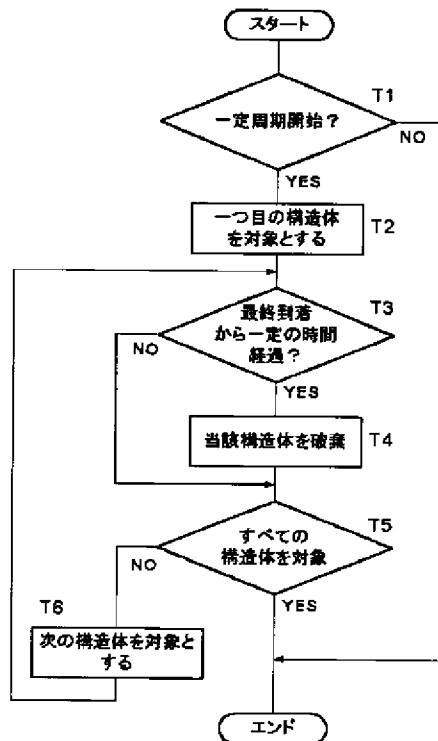 スタート
T1
一定周期開始？
NO
YES
一つ目の構造体
を対象とする
T2
T3
最終到着
から一定の時間
経過？
NO
YES
当該構造体を破棄
T4
T5
すべての
構造体を対象
NO
YES
T6
次の構造体を対象と
する
エンド